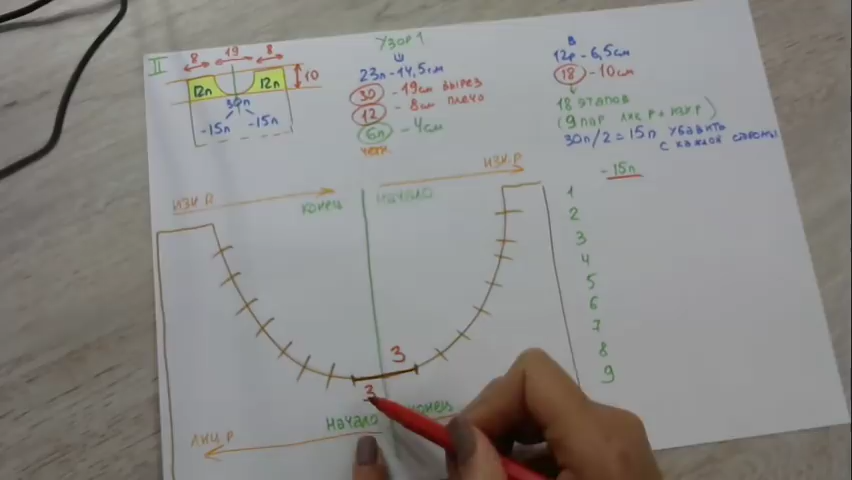 II
8 19 8
12п 12п
10
30п
-15п -15п
УЗОР 1
23п - 14,5см
30 - 19см вырез
12 - 8см плечо
6п - 4см
четн.
В
12р - 6,5см
18 - 10см
18 этапов
(9 пар лиц р + изн р)
30п/2 = 15п убавить
с каждой стороны
изн р
конец
начало
изн. р
-15п
1
2
3
4
5
6
7
8
9
3
3
начало
конец
лиц р